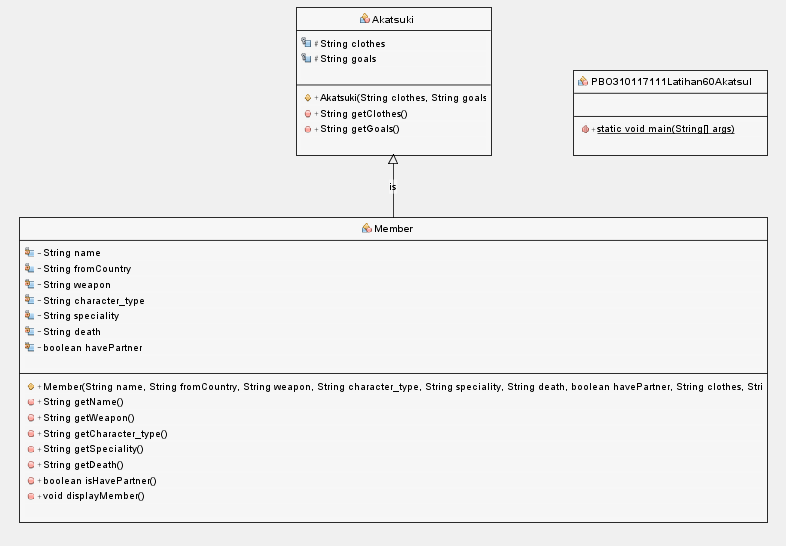 Akatsuki
# String clothes
# String goals
+ Akatsuki(String clothes, String goals
+ String getClothes()
+ String getGoals()
PBO310117111Latihan60Akatsul
+ static void main(String[] args)
is
Member
- String name
- String fromCountry
- String weapon
- String character_type
- String speciality
- String death
- boolean havePartner
+ Member(String name, String fromCountry, String weapon, String character_type, String speciality, String death, boolean havePartner, String clothes, Stri
+ String getName()
+ String getWeapon()
+ String getCharacter_type()
+ String getSpeciality()
+ String getDeath()
+ boolean isHavePartner()
+ void displayMember()